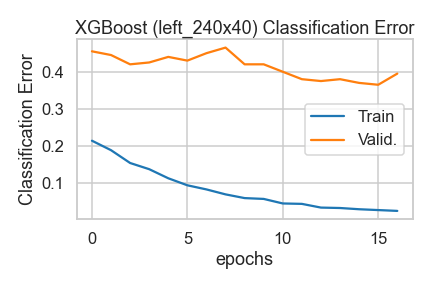 XGBoost (left_240x40) Classification Error
Classification Error
0.4
0.3
0.2
0.1
Train
Valid.
0 5 10 15
epochs